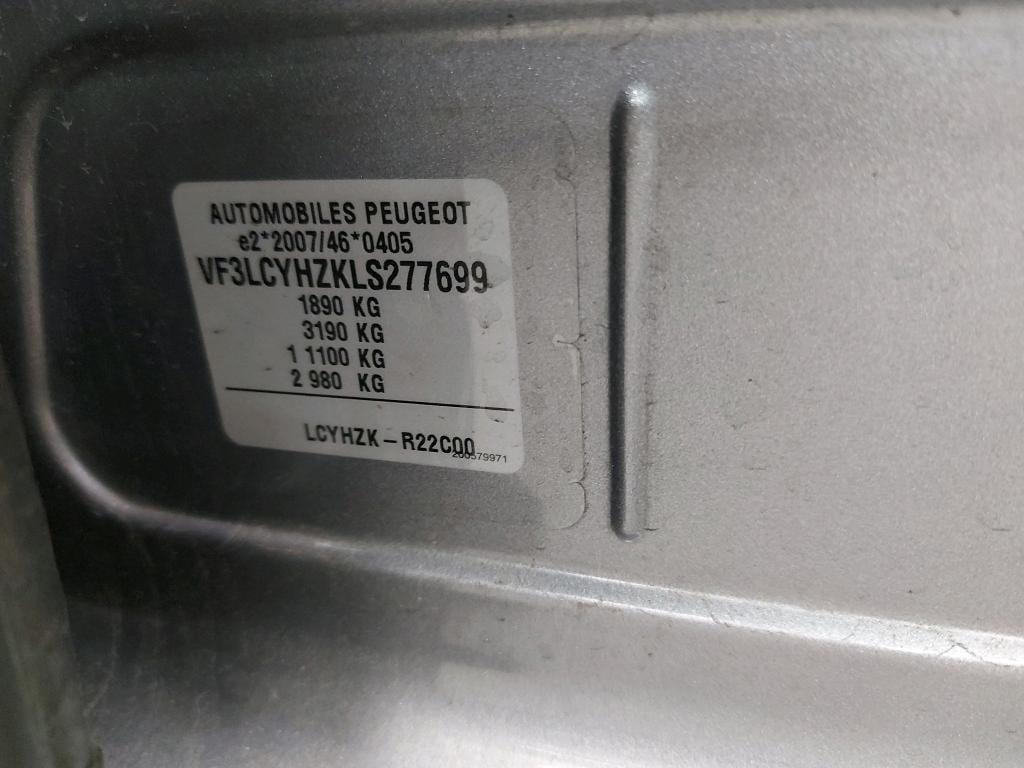 AUTOMOBILES PEUGEOT
e2*2007/46*0405
VF3LCYHZKLS277699
1890 KG
3190 KG
1 1100 KG
2 980 KG
LCYHZK - R22C00
200579971